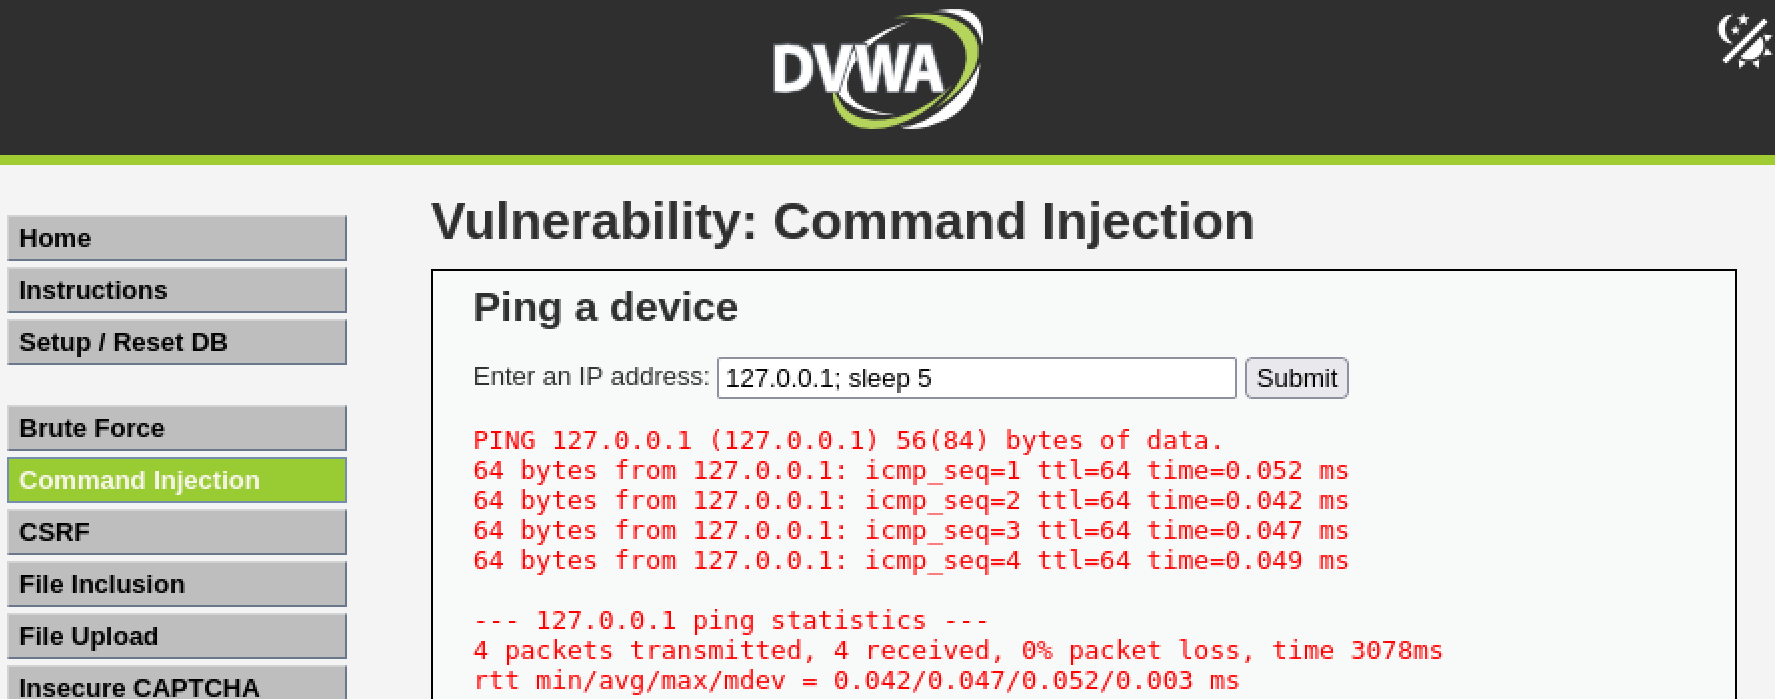 DVWA
Home
Instructions
Setup / Reset DB
Brute Force
Command Injection
CSRF
File Inclusion
File Upload
Insecure CAPTCHA
Vulnerability: Command Injection
Ping a device
Enter an IP address: 127.0.0.1; sleep 5 Submit
PING 127.0.0.1 (127.0.0.1) 56(84) bytes of data.
64 bytes from 127.0.0.1: icmp_seq=1 ttl=64 time=0.052 ms
64 bytes from 127.0.0.1: icmp_seq=2 ttl=64 time=0.042 ms
64 bytes from 127.0.0.1: icmp_seq=3 ttl=64 time=0.047 ms
64 bytes from 127.0.0.1: icmp_seq=4 ttl=64 time=0.049 ms
--- 127.0.0.1 ping statistics ---
4 packets transmitted, 4 received, 0% packet loss, time 3078ms
rtt min/avg/max/mdev = 0.042/0.047/0.052/0.003 ms